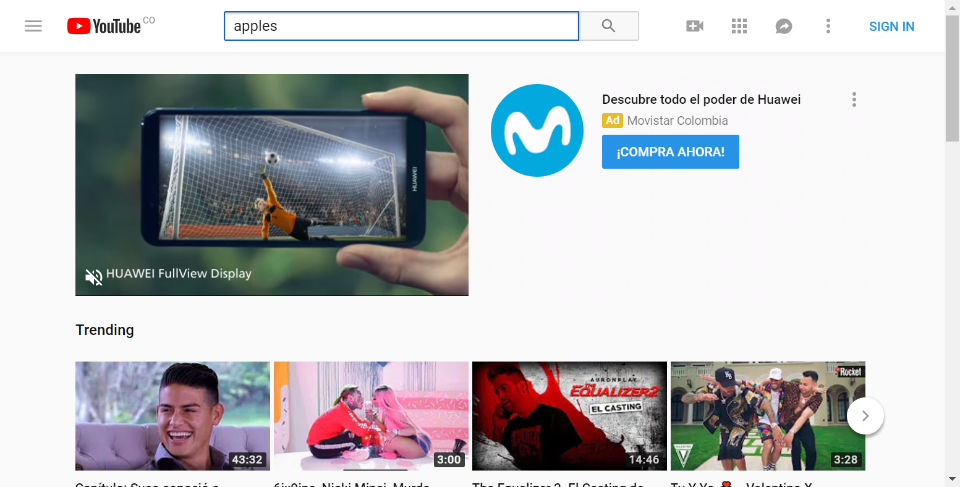 YouTube CO
apples
SIGN IN
HUAWEI
HUAWEI FullView Display
Descubre todo el poder de Huawei
Ad Movistar Colombia
¡COMPRA AHORA!
Trending
43:32
3:00
AURONPLAY
THE EQUALIZER 2
EL CASTING
14:46
Rocket
3:28